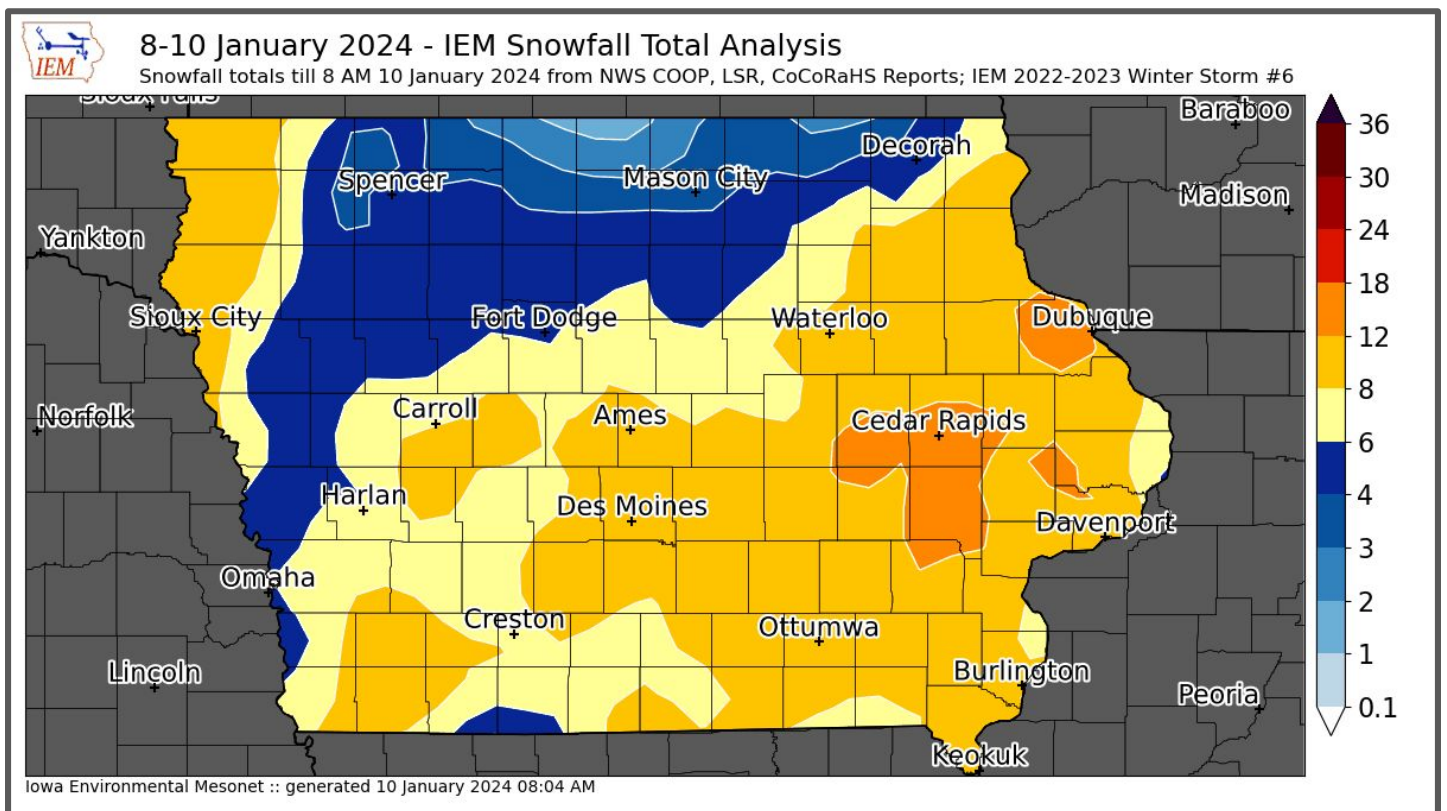 IEM
8-10 January 2024 - IEM Snowfall Total Analysis
Snowfall totals till 8 AM 10 January 2024 from NWS COOP, LSR, CoCoRaHS Reports; IEM 2022-2023 Winter Storm #6
Sioux Falls
Baraboo
Decorah
Spencer
Mason City
Madison
Yankton
Sioux City
Fort Dodge
Waterloo
Dubuque
Norfolk
Carroll
Ames
Cedar Rapids
Harlan
Des Moines
Davenport
Omaha
Creston
Ottumwa
Lincoln
Burlington
Peoria
Keokuk
36
30
24
18
12
8
6
4
3
2
1
0.1
Iowa Environmental Mesonet :: generated 10 January 2024 08:04 AM